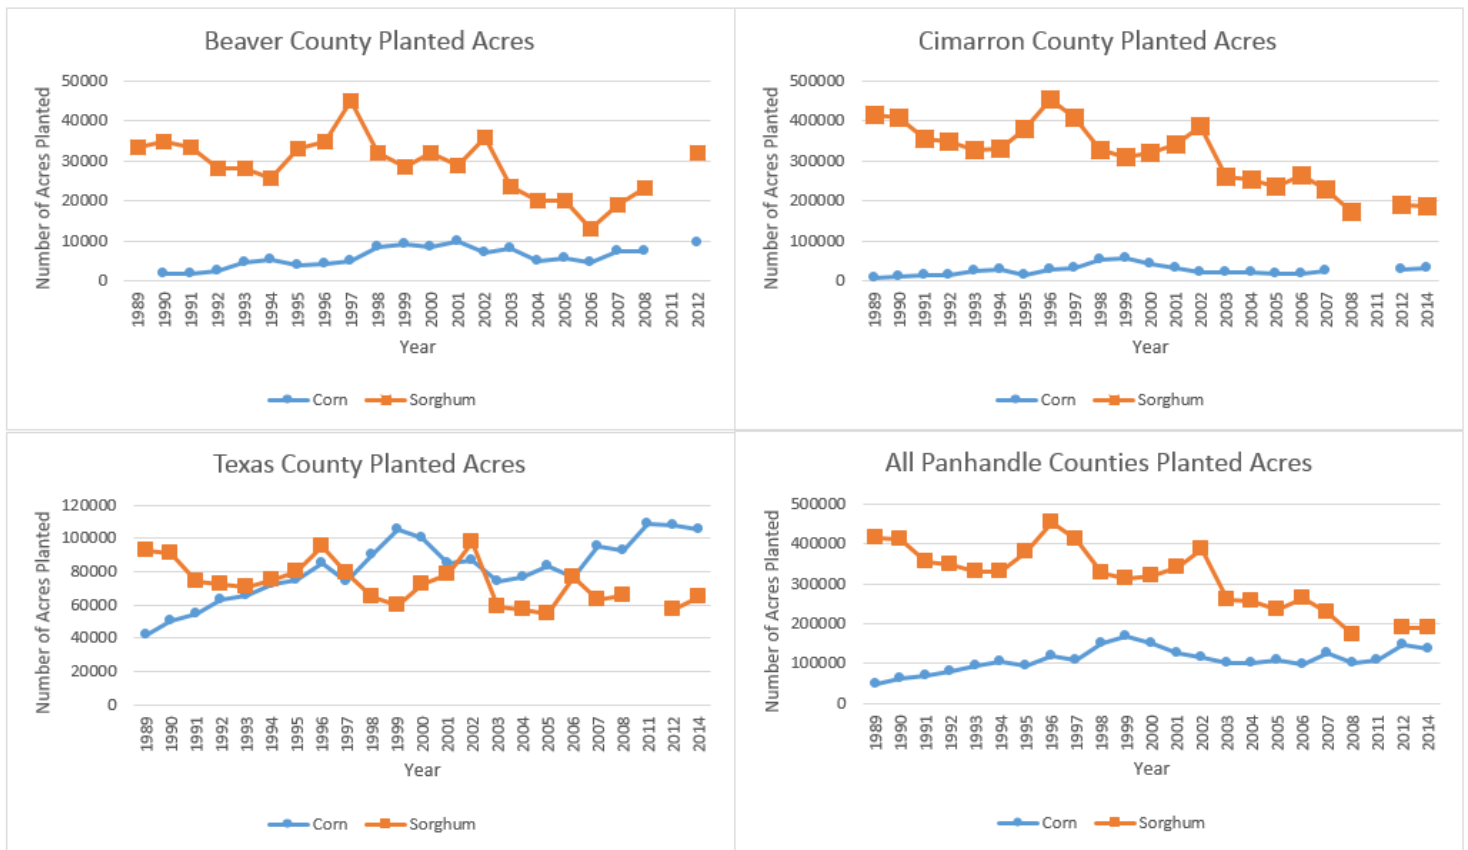 Beaver County Planted Acres
Number of Acres Planted
50000
40000
30000
20000
10000
0
1989 1990 1991 1992 1993 1994 1995 1996 1997 1998 1999 2000 2001 2002 2003 2004 2005 2006 2007 2008 2011 2012
Year
Corn Sorghum
Cimarron County Planted Acres
Number of Acres Planted
500000
400000
300000
200000
100000
0
1989 1990 1991 1992 1993 1994 1995 1996 1997 1998 1999 2000 2001 2002 2003 2004 2005 2006 2007 2008 2011 2012 2014
Year
Corn Sorghum
Texas County Planted Acres
Number of Acres Planted
120000
100000
80000
60000
40000
20000
0
1989 1990 1991 1992 1993 1994 1995 1996 1997 1998 1999 2000 2001 2002 2003 2004 2005 2006 2007 2008 2011 2012 2014
Year
Corn Sorghum
All Panhandle Counties Planted Acres
Number of Acres Planted
500000
400000
300000
200000
100000
0
1989 1990 1991 1992 1993 1994 1995 1996 1997 1998 1999 2000 2001 2002 2003 2004 2005 2006 2007 2008 2011 2012 2014
Year
Corn Sorghum